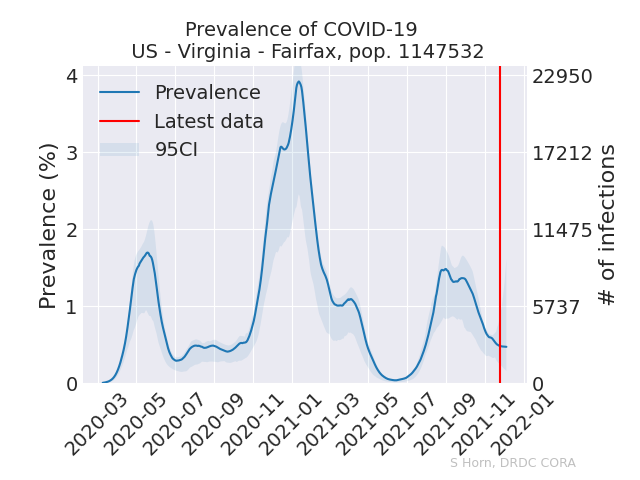 Prevalence of COVID-19
US - Virginia - Fairfax, pop. 1147532
Prevalence
Latest data
95CI
Prevalence (%)
4
3
2
1
0
22950
17212
11475
5737
0
# of infections
2020-03
2020-05
2020-07
2020-09
2020-11
2021-01
2021-03
2021-05
2021-07
2021-09
2021-11
2022-01
S Horn, DRDC CORA